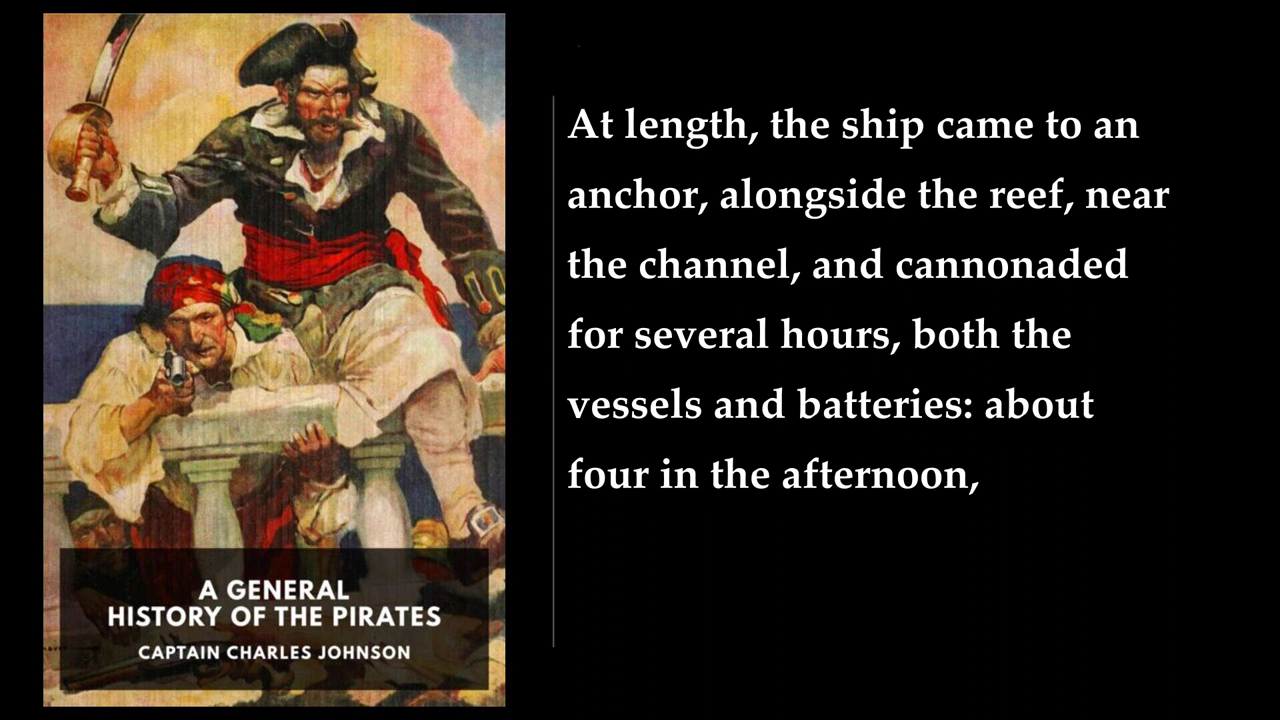 At length, the ship came to an
anchor, alongside the reef, near
the channel, and cannonaded
for several hours, both the
vessels and batteries: about
four in the afternoon,
A GENERAL
HISTORY OF THE PIRATES
CAPTAIN CHARLES JOHNSON